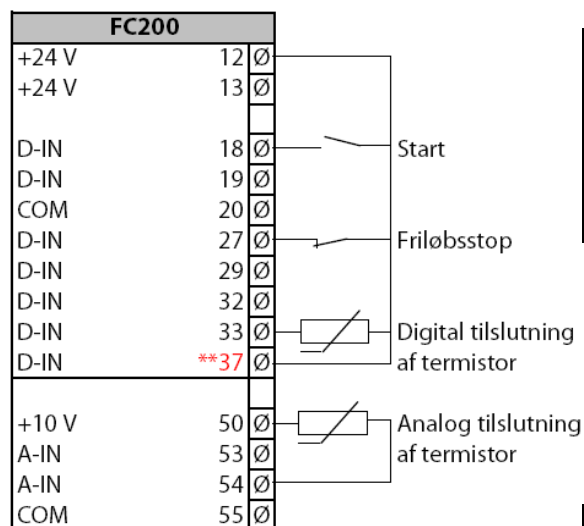 FC200
+24 V 12 Ø
+24 V 13 Ø
D-IN 18 Ø Start
D-IN 19 Ø
COM 20 Ø
D-IN 27 Ø Friløbsstop
D-IN 29 Ø
D-IN 32 Ø
D-IN 33 Ø Digital tilslutning
D-IN **37 Ø af termistor
+10 V 50 Ø Analog tilslutning
A-IN 53 Ø af termistor
A-IN 54 Ø
COM 55 Ø